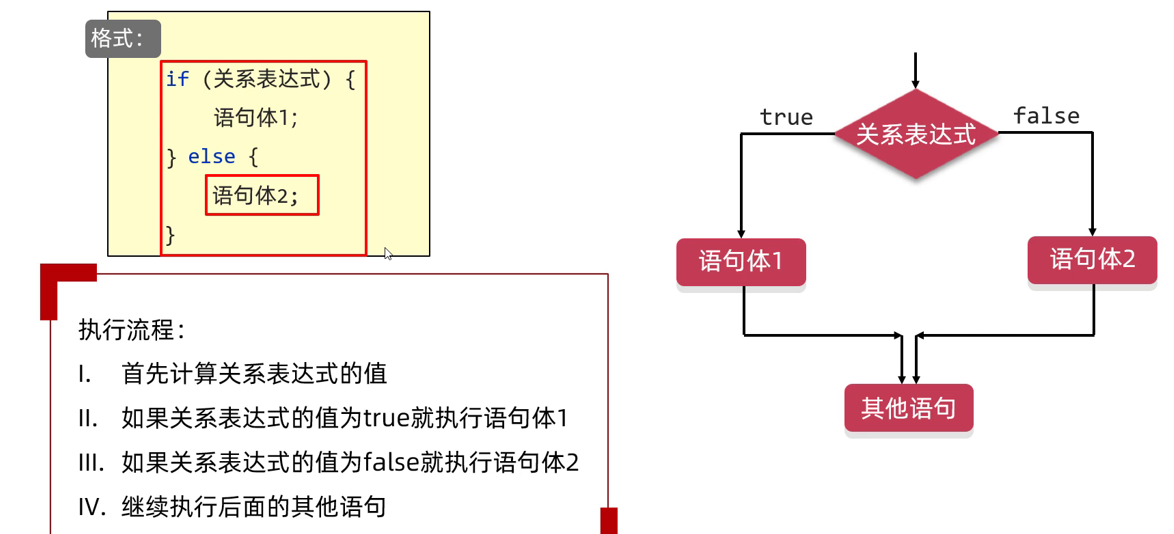 格式：
if (关系表达式) {
语句体1;
} else {
语句体2;
}
执行流程：
I. 首先计算关系表达式的值
II. 如果关系表达式的值为true就执行语句体1
III. 如果关系表达式的值为false就执行语句体2
IV. 继续执行后面的其他语句
关系表达式
true
false
语句体1
语句体2
其他语句